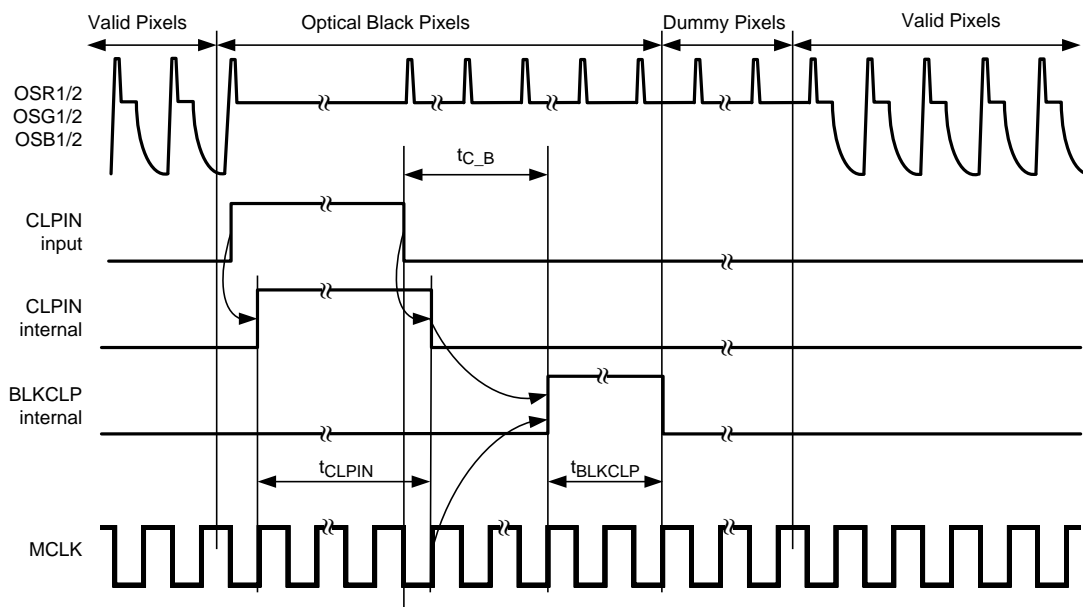 Valid Pixels
Optical Black Pixels
Dummy Pixels
Valid Pixels
OSR1/2
OSG1/2
OSB1/2
tC_B
CLPIN
input
CLPIN
internal
BLKCLP
internal
tCLPIN
tBLKCLP
MCLK